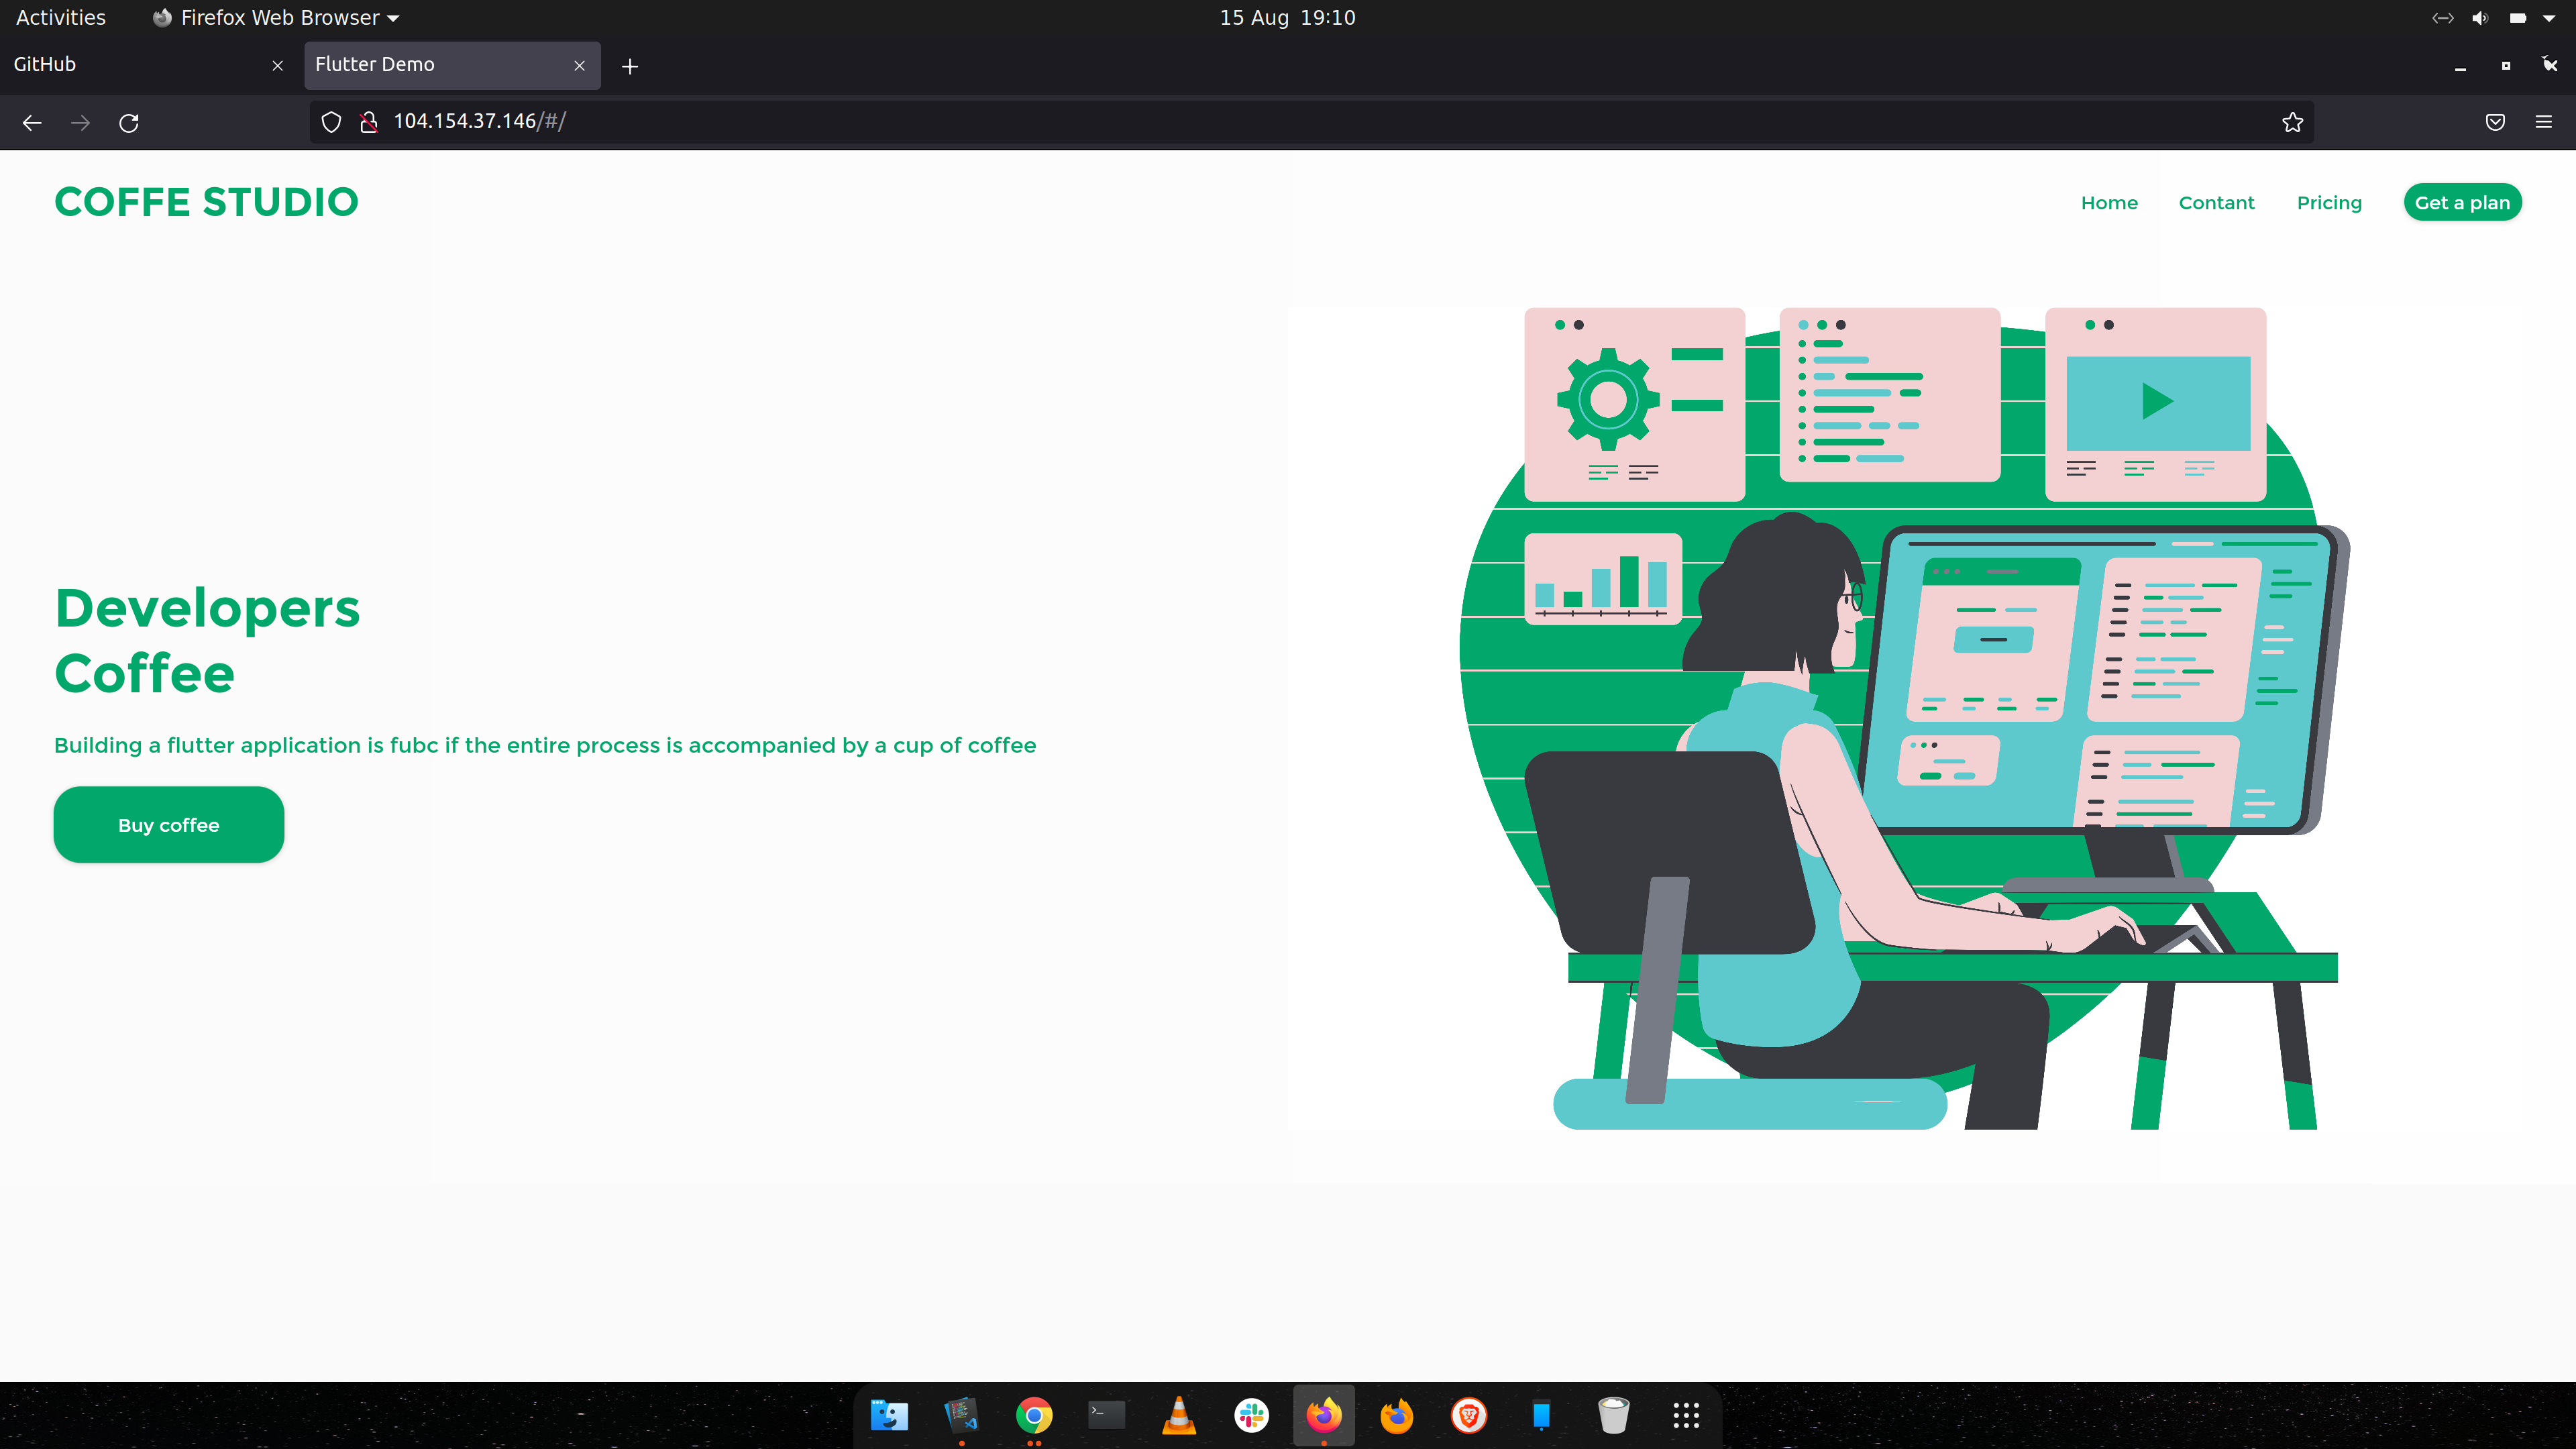 Activities Firefox Web Browser 15 Aug 19:10
GitHub Flutter Demo
104.154.37.146/#/
COFFE STUDIO Home Contant Pricing Get a plan
Developers
Coffee
Building a flutter application is fubc if the entire process is accompanied by a cup of coffee
Buy coffee